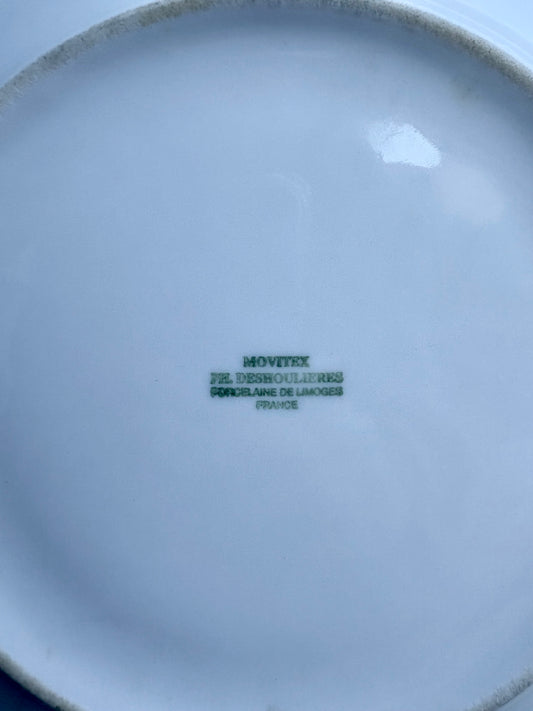 MOVITEX
PH. DESHOULIERES
PORCELAINE DE LIMOGES
FRANCE